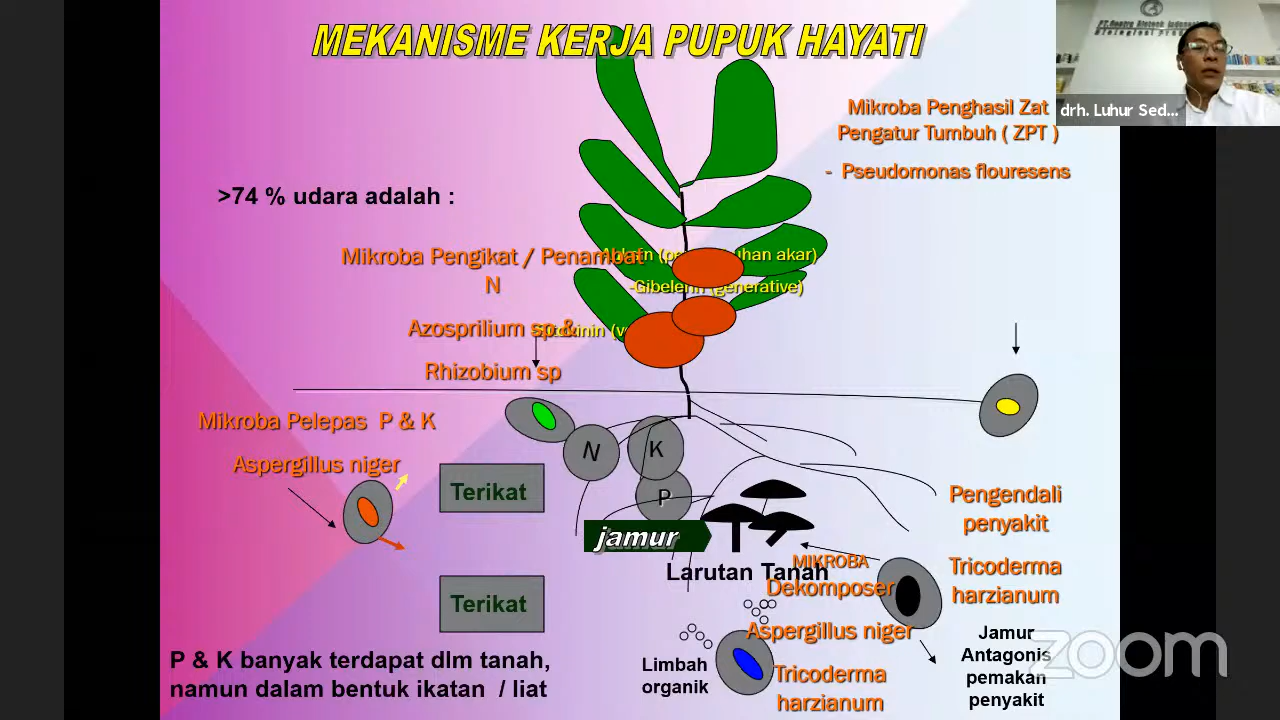 MEKANISME KERJA PUPUK HAYATI
drh. Luhur Sed...
Mikroba Penghasil Zat
Pengatur Tumbuh ( ZPT )
- Pseudomonas flouresens
>74 % udara adalah :
Mikroba Pengikat / Penambat
N
akar)
-Gibelerin (generative)
Azosprilium sp &
Rhizobium sp
Mikroba Pelepas P & K
Aspergillus niger
N
K
P
Terikat
jamur
Larutan Tanah
Terikat
P & K banyak terdapat dlm tanah,
namun dalam bentuk ikatan / liat
Limbah
organik
MIKROBA
Dekomposer
Aspergillus niger
Tricoderma
harzianum
Pengendali
penyakit
Tricoderma
harzianum
Jamur
Antagonis
pemakan
penyakit
zoom